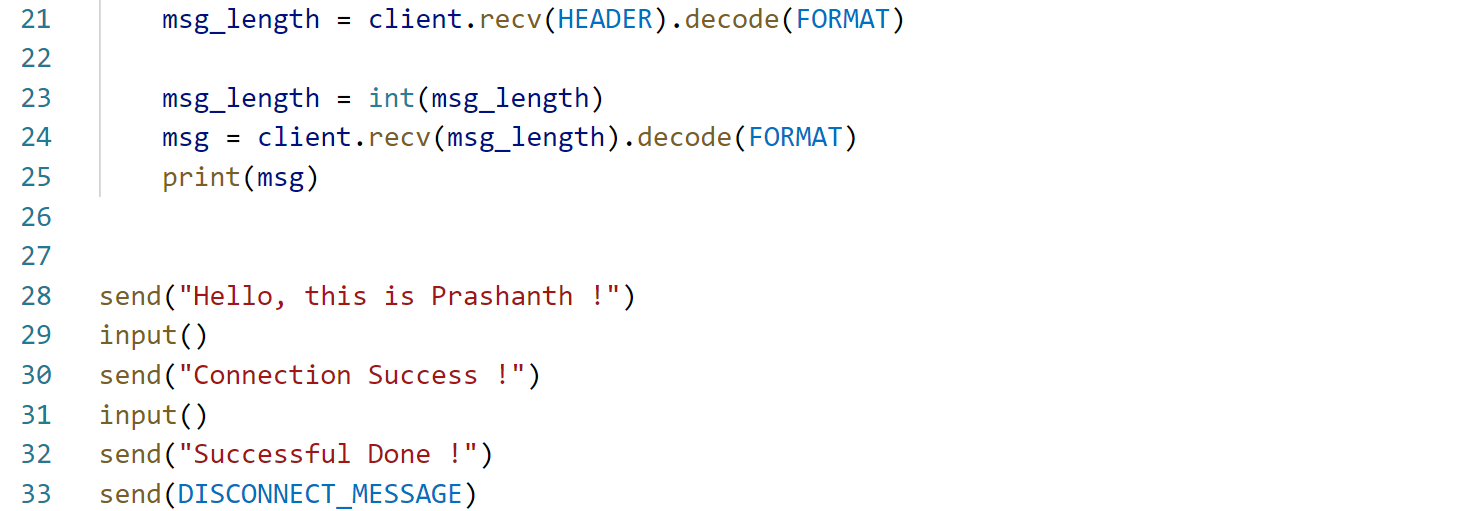 21 msg_length = client.recv(HEADER).decode(FORMAT)
22
23 msg_length = int(msg_length)
24 msg = client.recv(msg_length).decode(FORMAT)
25 print(msg)
26
27
28 send("Hello, this is Prashanth !")
29 input()
30 send("Connection Success !")
31 input()
32 send("Successful Done !")
33 send(DISCONNECT_MESSAGE)